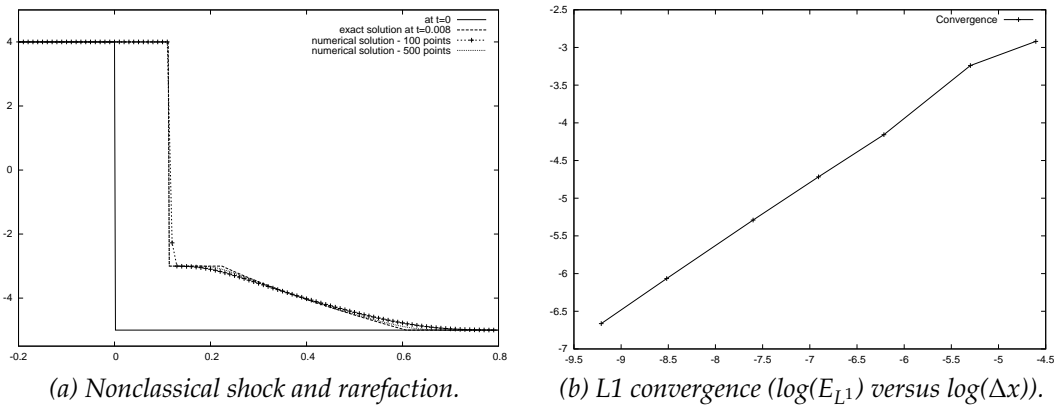 at t=0
exact solution at t=0.008
numerical solution - 100 points
numerical solution - 500 points
4
2
0
-2
-4
-0.2 0 0.2 0.4 0.6 0.8
(a) Nonclassical shock and rarefaction.
Convergence
-2.5
-3
-3.5
-4
-4.5
-5
-5.5
-6
-6.5
-7
-9.5 -9 -8.5 -8 -7.5 -7 -6.5 -6 -5.5 -5 -4.5
(b) L1 convergence (log(E_{L^1}) versus log(Δx)).